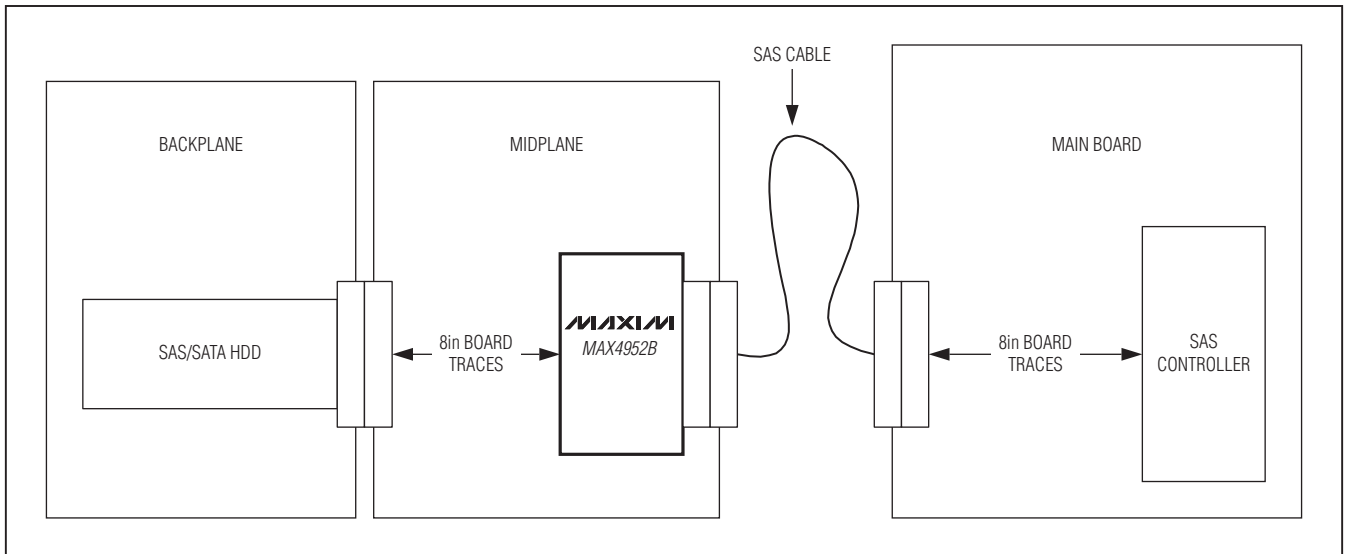 SAS CABLE
BACKPLANE
MIDPLANE
MAIN BOARD
SAS/SATA HDD
8in BOARD
TRACES
MAXIM
MAX4952B
8in BOARD
TRACES
SAS
CONTROLLER